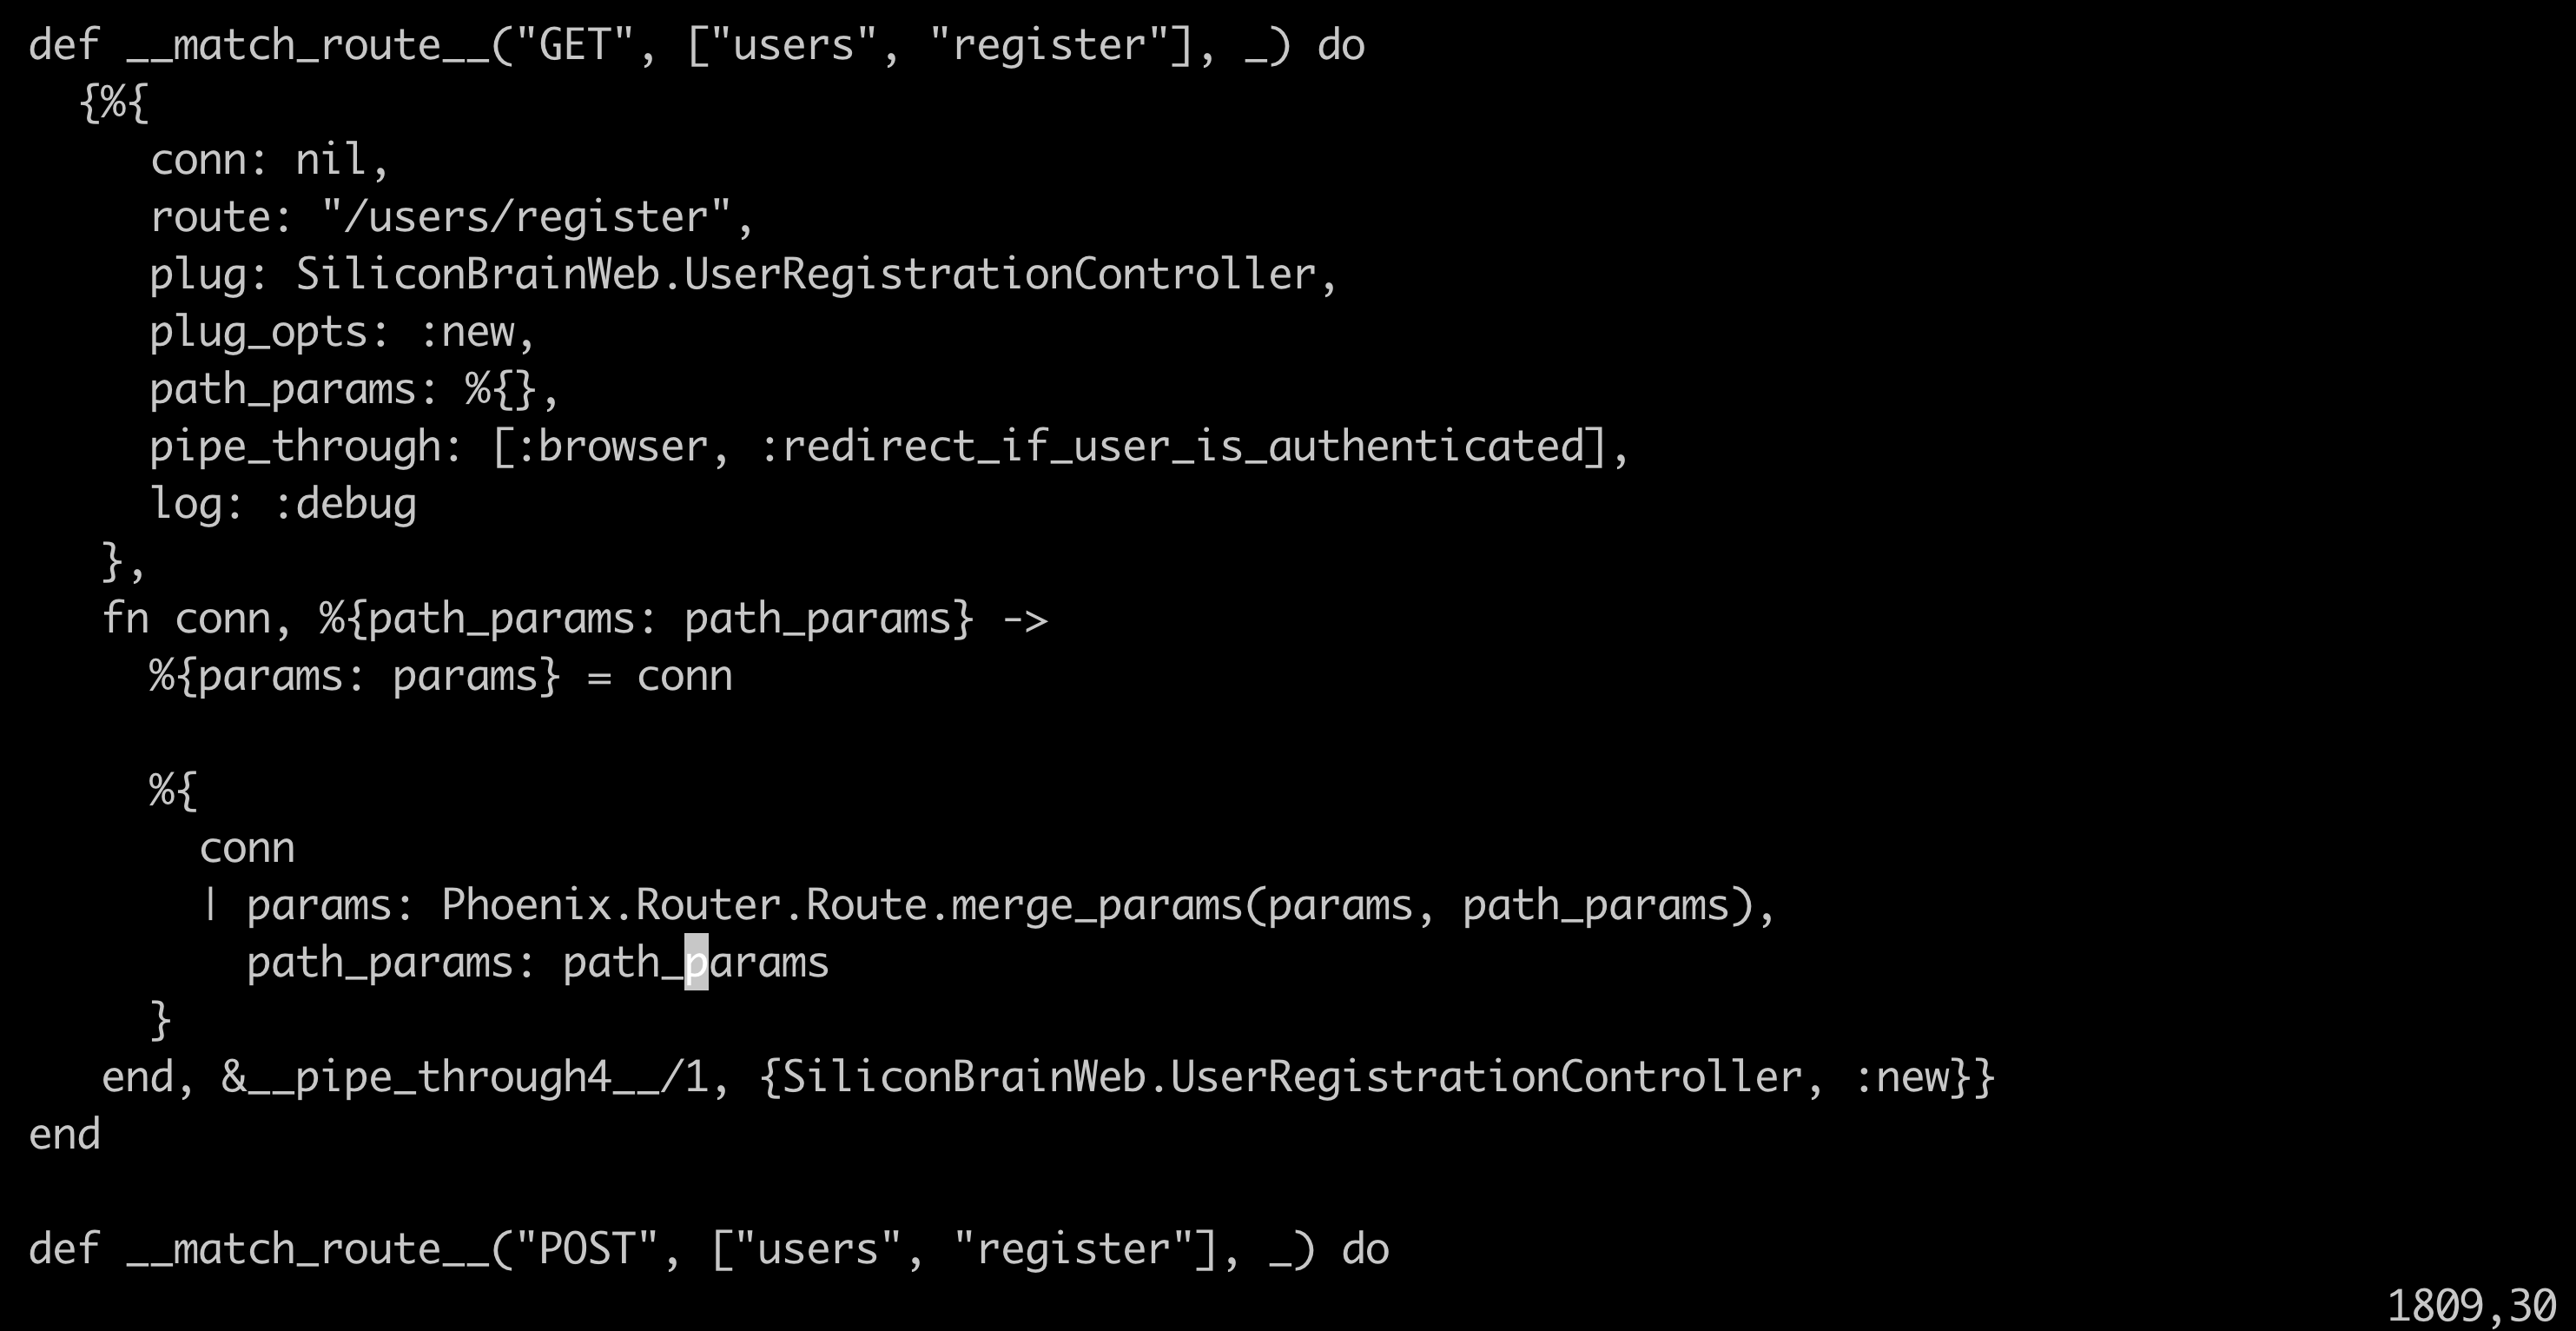 def __match_route__("GET", ["users", "register"], _) do
  {%{
     conn: nil,
     route: "/users/register",
     plug: SiliconBrainWeb.UserRegistrationController,
     plug_opts: :new,
     path_params: %{},
     pipe_through: [:browser, :redirect_if_user_is_authenticated],
     log: :debug
   },
   fn conn, %{path_params: path_params} ->
     %{params: params} = conn

     %{
       conn
       | params: Phoenix.Router.Route.merge_params(params, path_params),
         path_params: path_params
     }
   end, &__pipe_through4__/1, {SiliconBrainWeb.UserRegistrationController, :new}}
end

def __match_route__("POST", ["users", "register"], _) do
1809,30